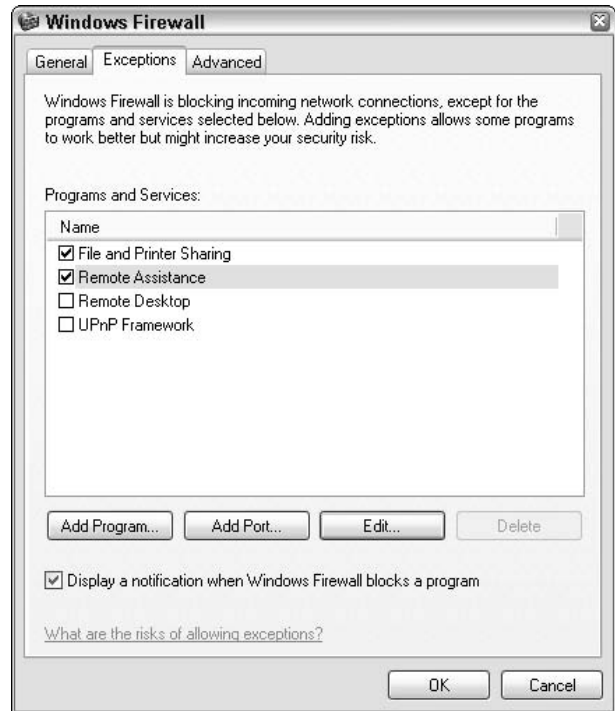 Windows Firewall
General
Exceptions
Advanced
Windows Firewall is blocking incoming network connections, except for the
programs and services selected below. Adding exceptions allows some programs
to work better but might increase your security risk.
Programs and Services:
Name
File and Printer Sharing
Remote Assistance
Remote Desktop
UPnP Framework
Add Program...
Add Port...
Edit...
Delete
Display a notification when Windows Firewall blocks a program
What are the risks of allowing exceptions?
OK
Cancel